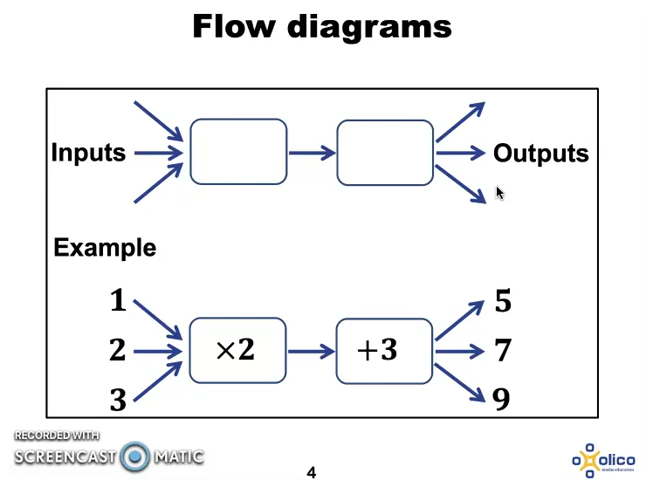 Flow diagrams
Inputs
Outputs
Example
1
5
2
×2
+3
7
3
9
RECORDED WITH
SCREENCAST MATIC
4
olico